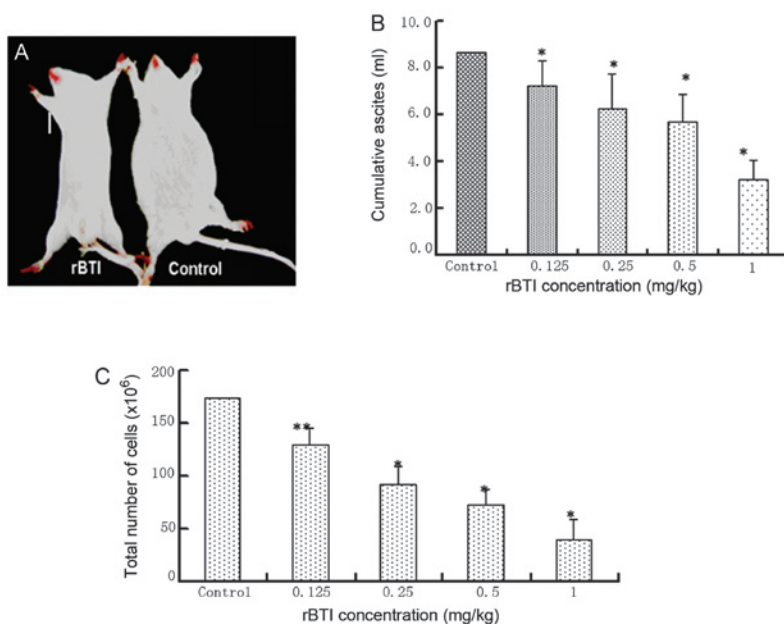 A
rBTI
Control
B
Cumulative ascites (ml)
10.0
8.0
6.0
4.0
2.0
0.0
*
*
*
*
Control
0.125
0.25
0.5
1
rBTI concentration (mg/kg)
C
Total number of cells (x10⁶)
200
150
100
50
0
**
*
*
*
Control
0.125
0.25
0.5
1
rBTI concentration (mg/kg)